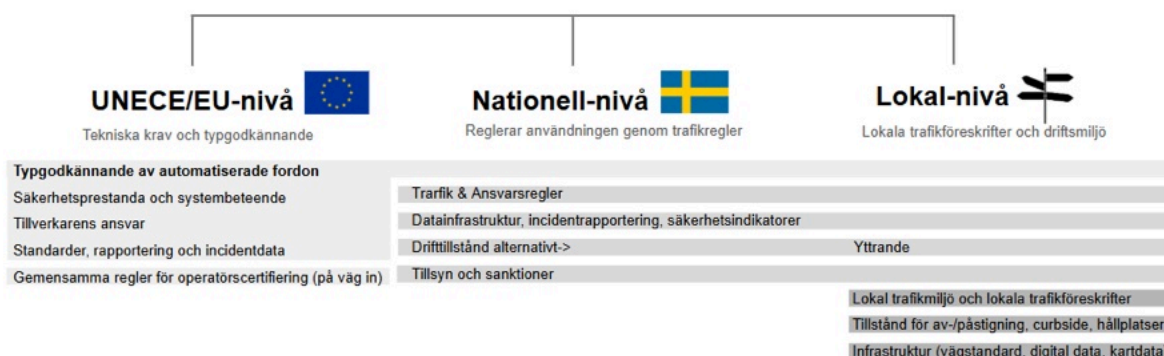 UNECE/EU-nivå
Tekniska krav och typgodkännande
Nationell-nivå
Reglerar användningen genom trafikregler
Lokal-nivå
Lokala trafikföreskrifter och driftsmiljö
Typgodkännande av automatiserade fordon
Säkerhetsprestanda och systembeteende
Tillverkarens ansvar
Standarder, rapportering och incidentdata
Gemensamma regler för operatörscertifiering (på väg in)
Trarfik & Ansvarsregler
Datainfrastruktur, incidentrapportering, säkerhetsindikatorer
Drifttillstånd alternativt-> Yttrande
Tillsyn och sanktioner
Lokal trafikmiljö och lokala trafikföreskrifter
Tillstånd för av-/påstigning, curbside, hållplatser
Infrastruktur (vägstandard, digital data, kartdata